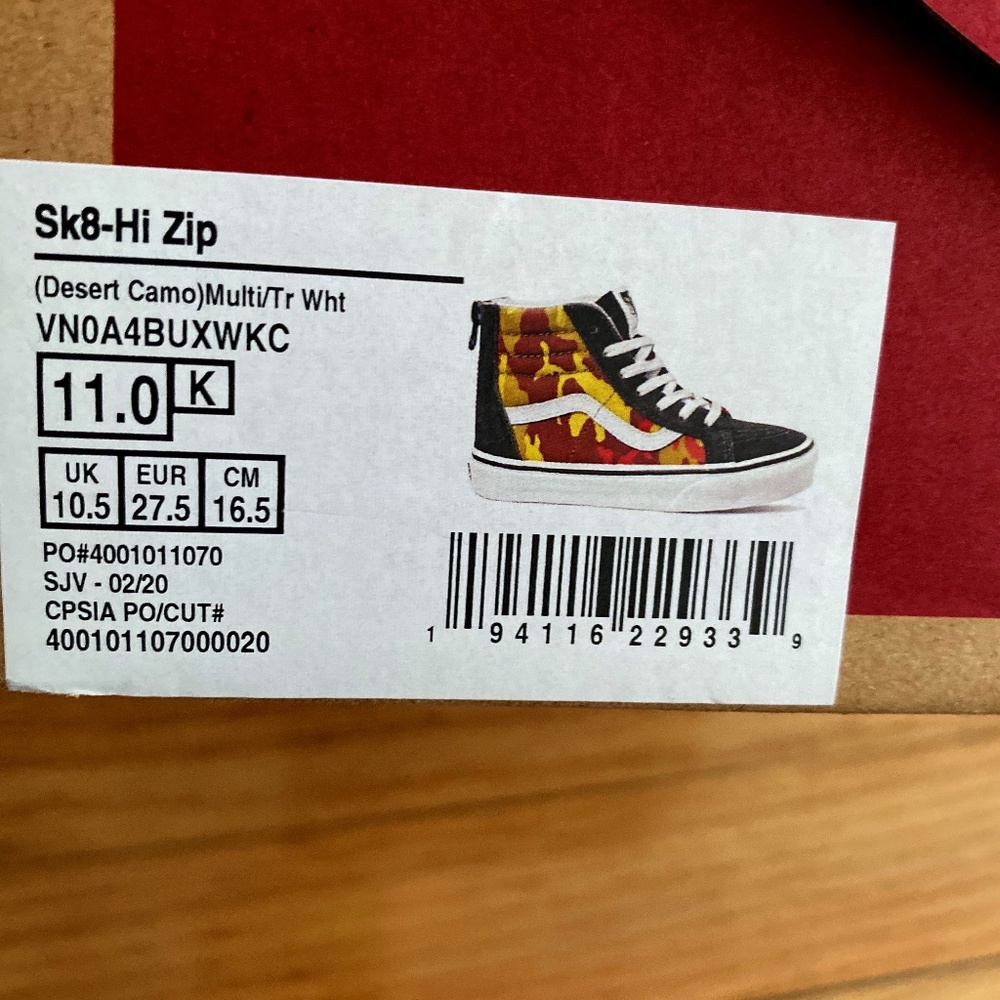 Sk8-Hi Zip
(Desert Camo)Multi/Tr Wht
VN0A4BUXWKC
11.0 K
UK EUR CM
10.5 27.5 16.5
PO#4001011070
SJV - 02/20
CPSIA PO/CUT#
400101107000020
1 94116 22933 9